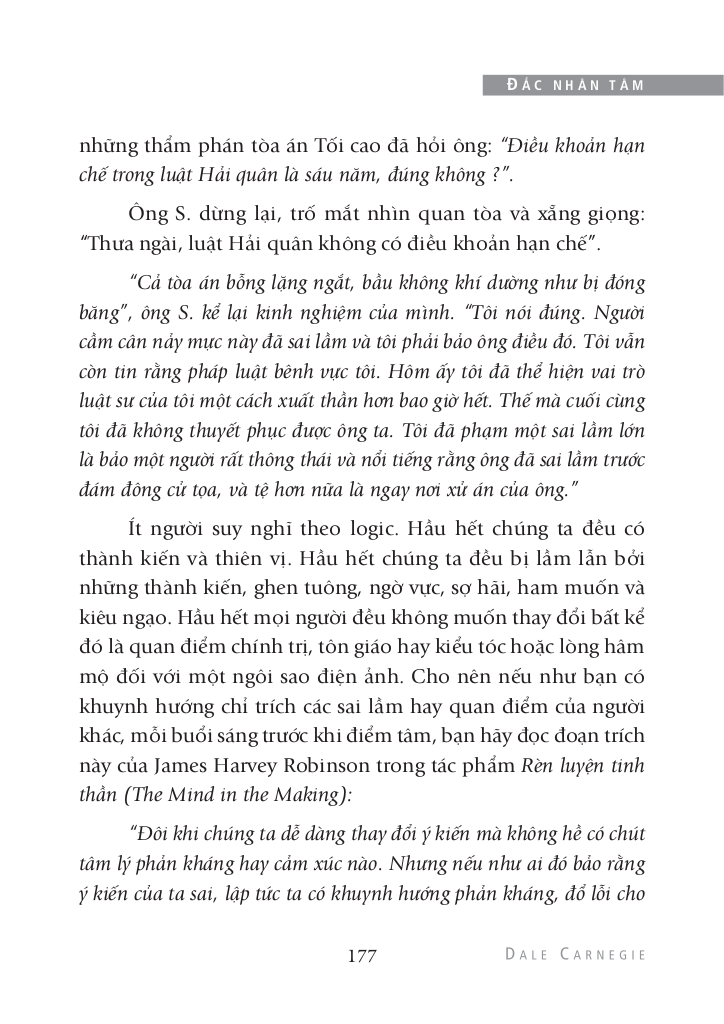 ĐẮC NHÂN TÂM
những thẩm phán tòa án Tối cao đã hỏi ông: “Điều khoản hạn
chế trong luật Hải quân là sáu năm, đúng không ?”.
Ông S. dừng lại, trố mắt nhìn quan tòa và xẵng giọng:
“Thưa ngài, luật Hải quân không có điều khoản hạn chế”.
“Cả tòa án bỗng lặng ngắt, bầu không khí dường như bị đóng
băng”, ông S. kể lại kinh nghiệm của mình. “Tôi nói đúng. Người
cầm cân nảy mực này đã sai lầm và tôi phải bảo ông điều đó. Tôi vẫn
còn tin rằng pháp luật bênh vực tôi. Hôm ấy tôi đã thể hiện vai trò
luật sư của tôi một cách xuất thần hơn bao giờ hết. Thế mà cuối cùng
tôi đã không thuyết phục được ông ta. Tôi đã phạm một sai lầm lớn
là bảo một người rất thông thái và nổi tiếng rằng ông đã sai lầm trước
đám đông cử tọa, và tệ hơn nữa là ngay nơi xử án của ông.”
Ít người suy nghĩ theo logic. Hầu hết chúng ta đều có
thành kiến và thiên vị. Hầu hết chúng ta đều bị lầm lẫn bởi
những thành kiến, ghen tuông, ngờ vực, sợ hãi, ham muốn và
kiêu ngạo. Hầu hết mọi người đều không muốn thay đổi bất kể
đó là quan điểm chính trị, tôn giáo hay kiểu tóc hoặc lòng hâm
mộ đối với một ngôi sao điện ảnh. Cho nên nếu như bạn có
khuynh hướng chỉ trích các sai lầm hay quan điểm của người
khác, mỗi buổi sáng trước khi điểm tâm, bạn hãy đọc đoạn trích
này của James Harvey Robinson trong tác phẩm Rèn luyện tinh
thần (The Mind in the Making):
“Đôi khi chúng ta dễ dàng thay đổi ý kiến mà không hề có chút
tâm lý phản kháng hay cảm xúc nào. Nhưng nếu như ai đó bảo rằng
ý kiến của ta sai, lập tức ta có khuynh hướng phản kháng, đổ lỗi cho
177
DALE CARNEGIE